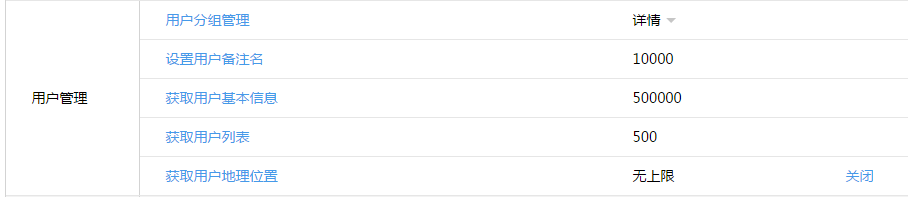 用户分组管理 详情
设置用户备注名 10000
用户管理 获取用户基本信息 500000
获取用户列表 500
获取用户地理位置 无上限 关闭